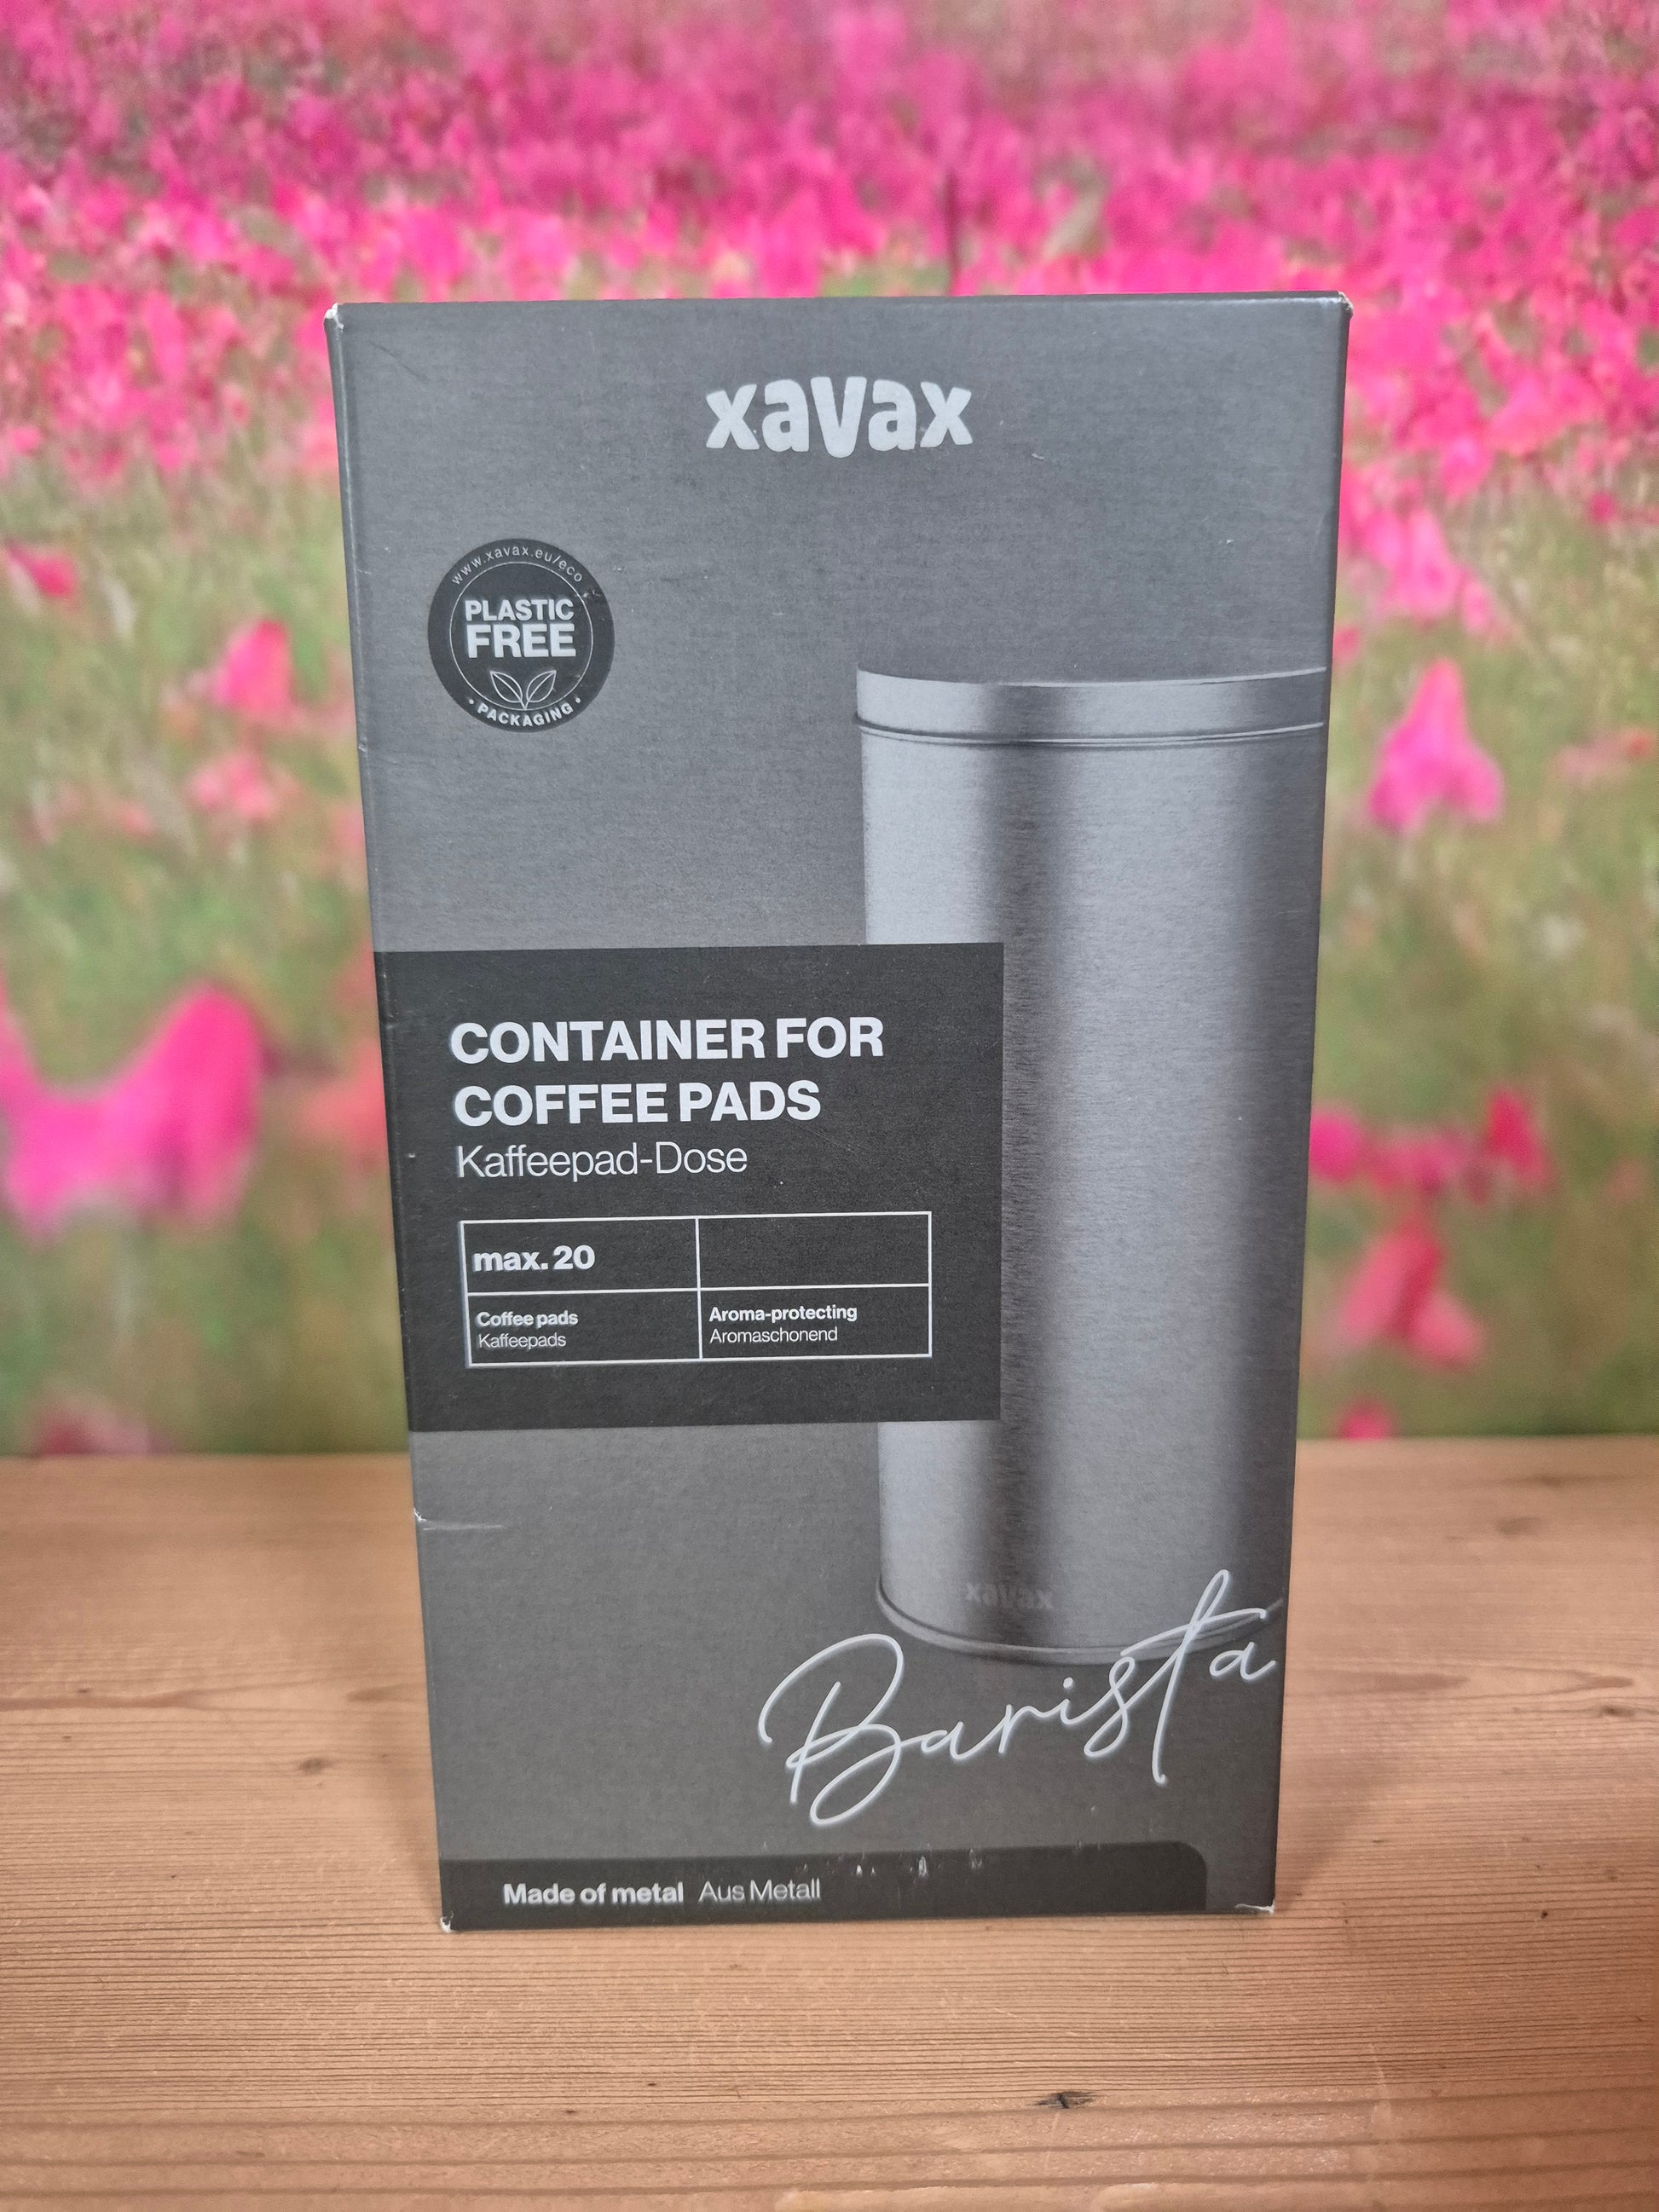 xavax
www.xavax.eu/eco
PLASTIC
FREE
• PACKAGING •
CONTAINER FOR
COFFEE PADS
Kaffeepad-Dose
max. 20
Coffee pads
Kaffeepads
Aroma-protecting
Aromaschonend
xavax
Barista
Made of metal Aus Metall